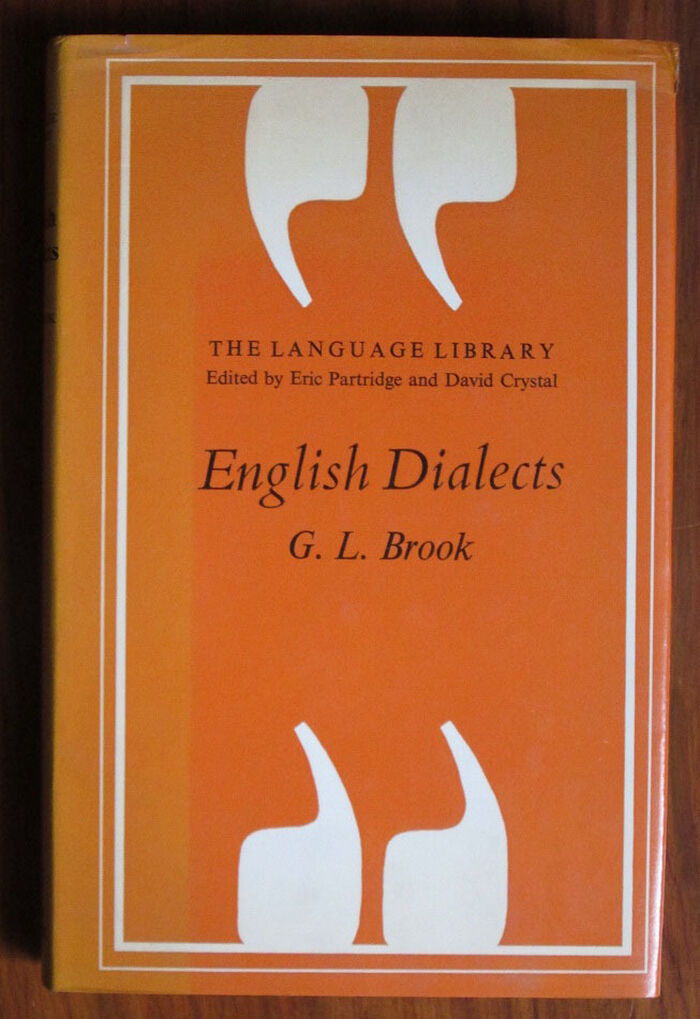 THE LANGUAGE LIBRARY
Edited by Eric Partridge and David Crystal
English Dialects
G. L. Brook